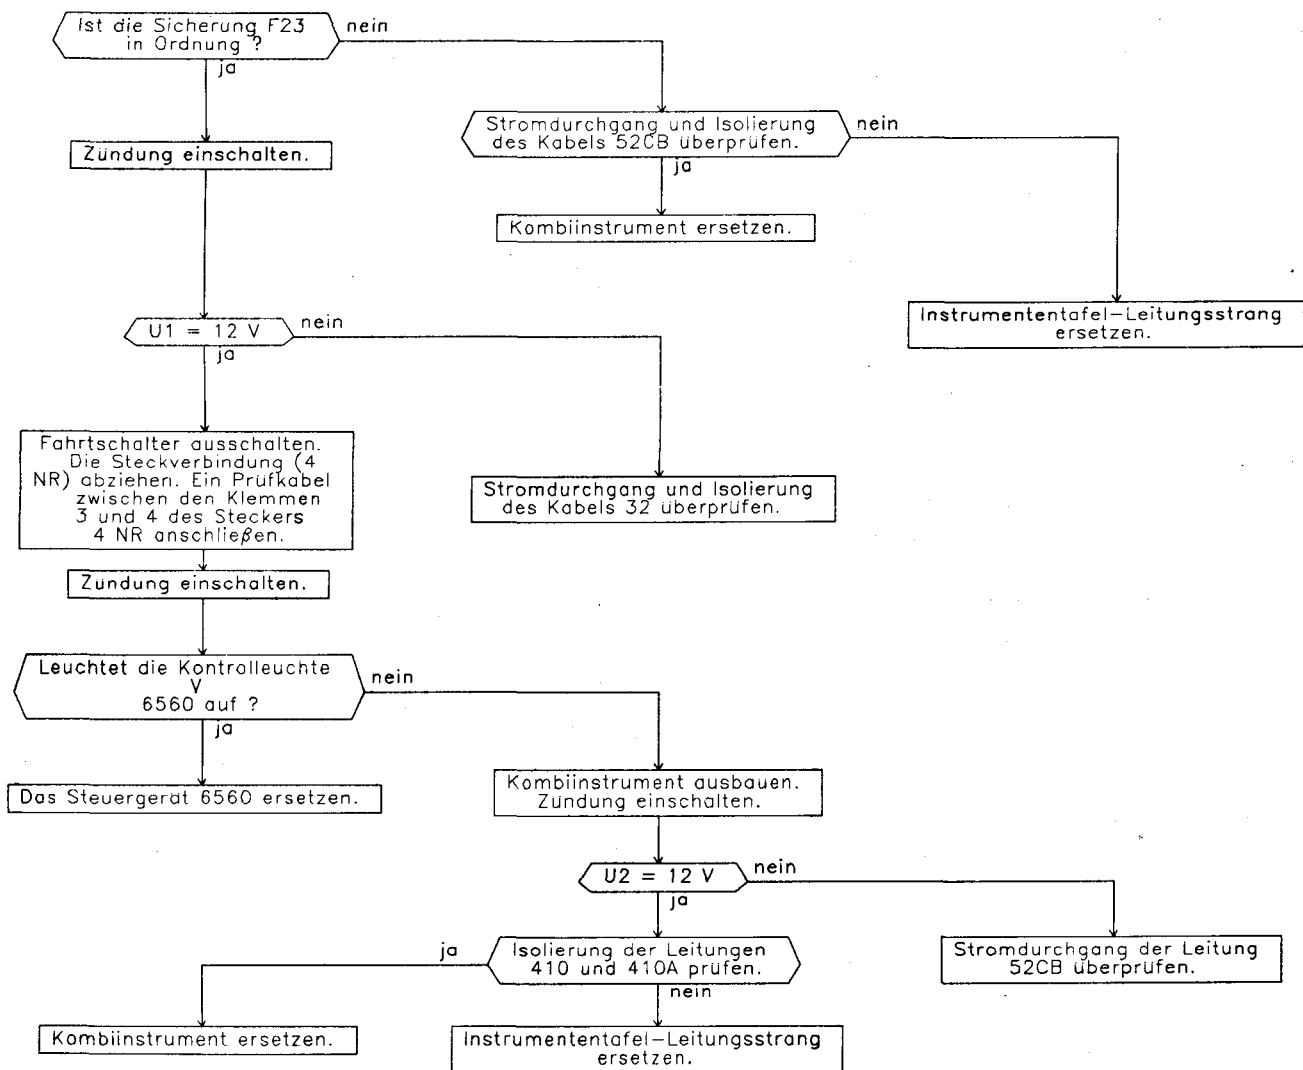 Ist die Sicherung F23
in Ordnung ?
nein
ja
Stromdurchgang und Isolierung
des Kabels 52CB überprüfen.
nein
ja
Zündung einschalten.
Kombiinstrument ersetzen.
Instrumententafel-Leitungsstrang
ersetzen.
U1 = 12 V
nein
ja
Fahrtschalter ausschalten.
Die Steckverbindung (4
NR) abziehen. Ein Prüfkabel
zwischen den Klemmen
3 und 4 des Steckers
4 NR anschließen.
Stromdurchgang und Isolierung
des Kabels 32 überprüfen.
Zündung einschalten.
Leuchtet die Kontrolleuchte
V
6560 auf ?
nein
ja
Das Steuergerät 6560 ersetzen.
Kombiinstrument ausbauen.
Zündung einschalten.
U2 = 12 V
nein
ja
Isolierung der Leitungen
410 und 410A prüfen.
ja
nein
Stromdurchgang der Leitung
52CB überprüfen.
Kombiinstrument ersetzen.
Instrumententafel-Leitungsstrang
ersetzen.